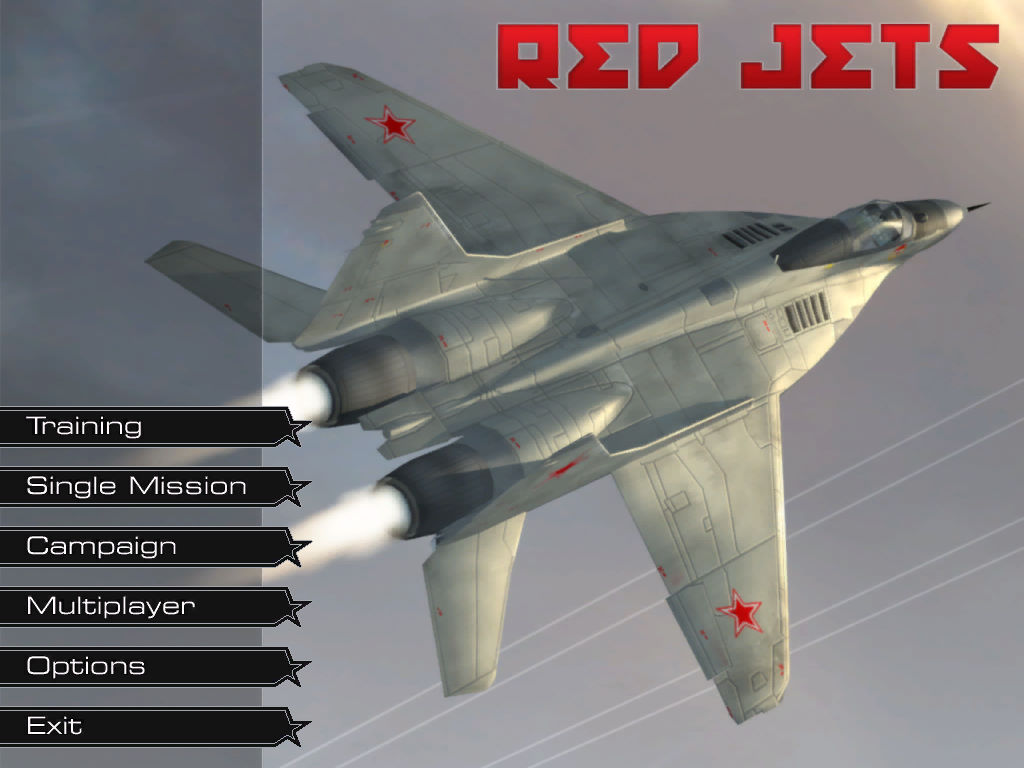 RED JETS
Training
Single Mission
Campaign
Multiplayer
Options
Exit